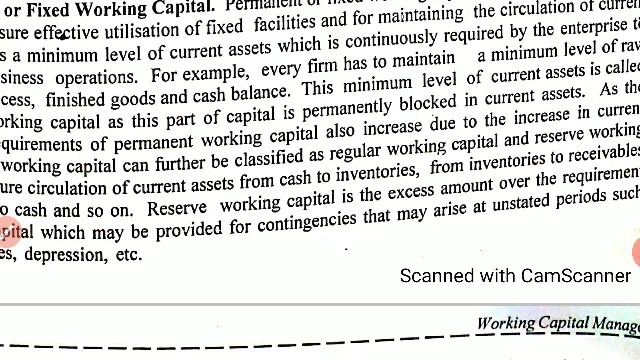 or Fixed Working Capital. Permanent or
sure effective utilisation of fixed facilities and for maintaining the circulation of current
s a minimum level of current assets which is continuously required by the enterprise to
siness operations. For example, every firm has to maintain a minimum level of raw
cess, finished goods and cash balance. This minimum level of current assets is called
orking capital as this part of capital is permanently blocked in current assets. As the
quirements of permanent working capital also increase due to the increase in current
working capital can further be classified as regular working capital and reserve working
ure circulation of current assets from cash to inventories, from inventories to receivables
o cash and so on. Reserve working capital is the excess amount over the requirement
pital which may be provided for contingencies that may arise at unstated periods such
es, depression, etc.
Scanned with CamScanner
Working Capital Manage